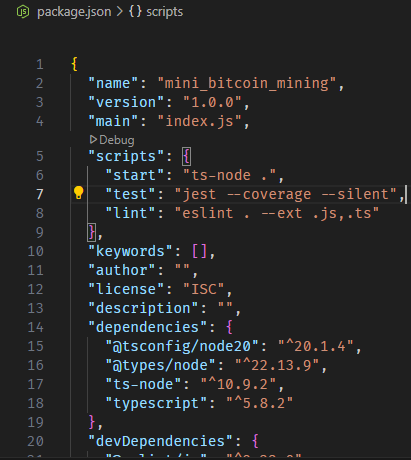 package.json > {} scripts
1 {
2 "name": "mini_bitcoin_mining",
3 "version": "1.0.0",
4 "main": "index.js",
Debug
5 "scripts": {
6 "start": "ts-node .",
7 "test": "jest --coverage --silent",
8 "lint": "eslint . --ext .js,.ts"
9 },
10 "keywords": [],
11 "author": "",
12 "license": "ISC",
13 "description": "",
14 "dependencies": {
15 "@tsconfig/node20": "^20.1.4",
16 "@types/node": "^22.13.9",
17 "ts-node": "^10.9.2",
18 "typescript": "^5.8.2"
19 },
20 "devDependencies": {